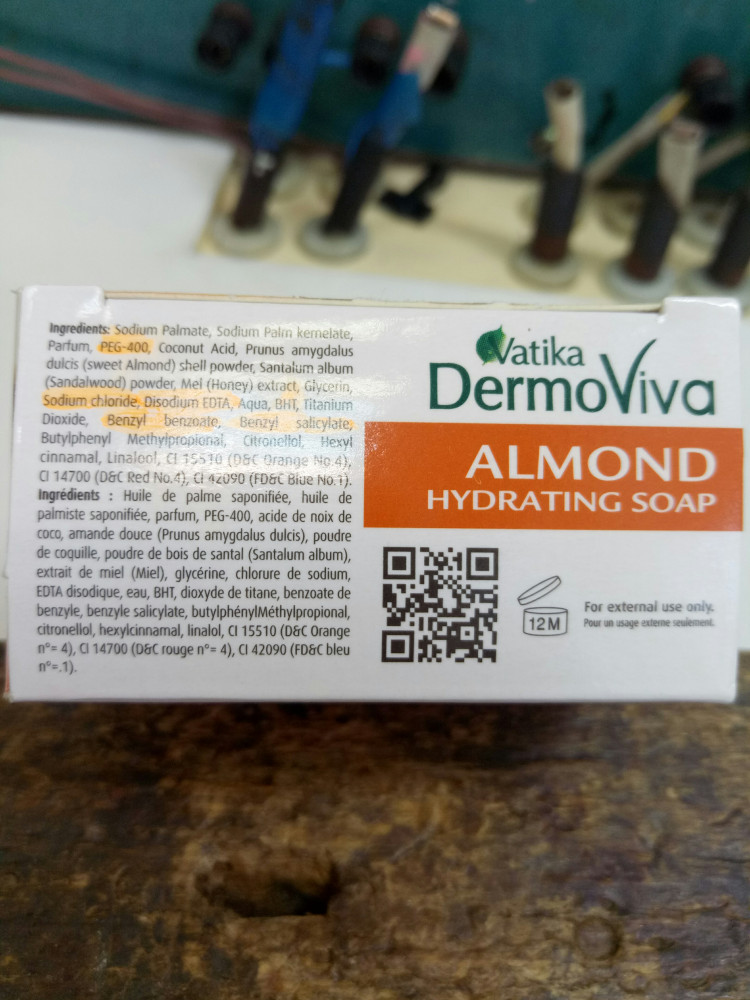 Ingredients: Sodium Palmate, Sodium Palm kernelate,
Parfum, PEG-400, Coconut Acid, Prunus amygdalus
dulcis (sweet Almond) shell powder, Santalum album
(Sandalwood) powder, Mel (Honey) extract, Glycerin,
Sodium chloride, Disodium EDTA, Aqua, BHT, Titanium
Dioxide, Benzyl benzoate, Benzyl salicylate,
Butylphenyl Methylpropional, Citronellol, Hexyl
cinnamal, Linalool, CI 15510 (D&C Orange No.4),
CI 14700 (D&C Red No.4), CI 42090 (FD&C Blue No.1).
Ingrédients : Huile de palme saponifiée, huile de
palmiste saponifiée, parfum, PEG-400, acide de noix de
coco, amande douce (Prunus amygdalus dulcis), poudre
de coquille, poudre de bois de santal (Santalum album),
extrait de miel (Miel), glycérine, chlorure de sodium,
EDTA disodique, eau, BHT, dioxyde de titane, benzoate de
benzyle, benzyle salicylate, butylphénylMéthylpropional,
citronellol, hexylcinnamal, linalol, CI 15510 (D&C Orange
n°= 4), CI 14700 (D&C rouge n°= 4), CI 42090 (FD&C bleu
n°=.1).
Vatika
DermoViva
ALMOND
HYDRATING SOAP
12 M
For external use only.
Pour un usage externe seulement.